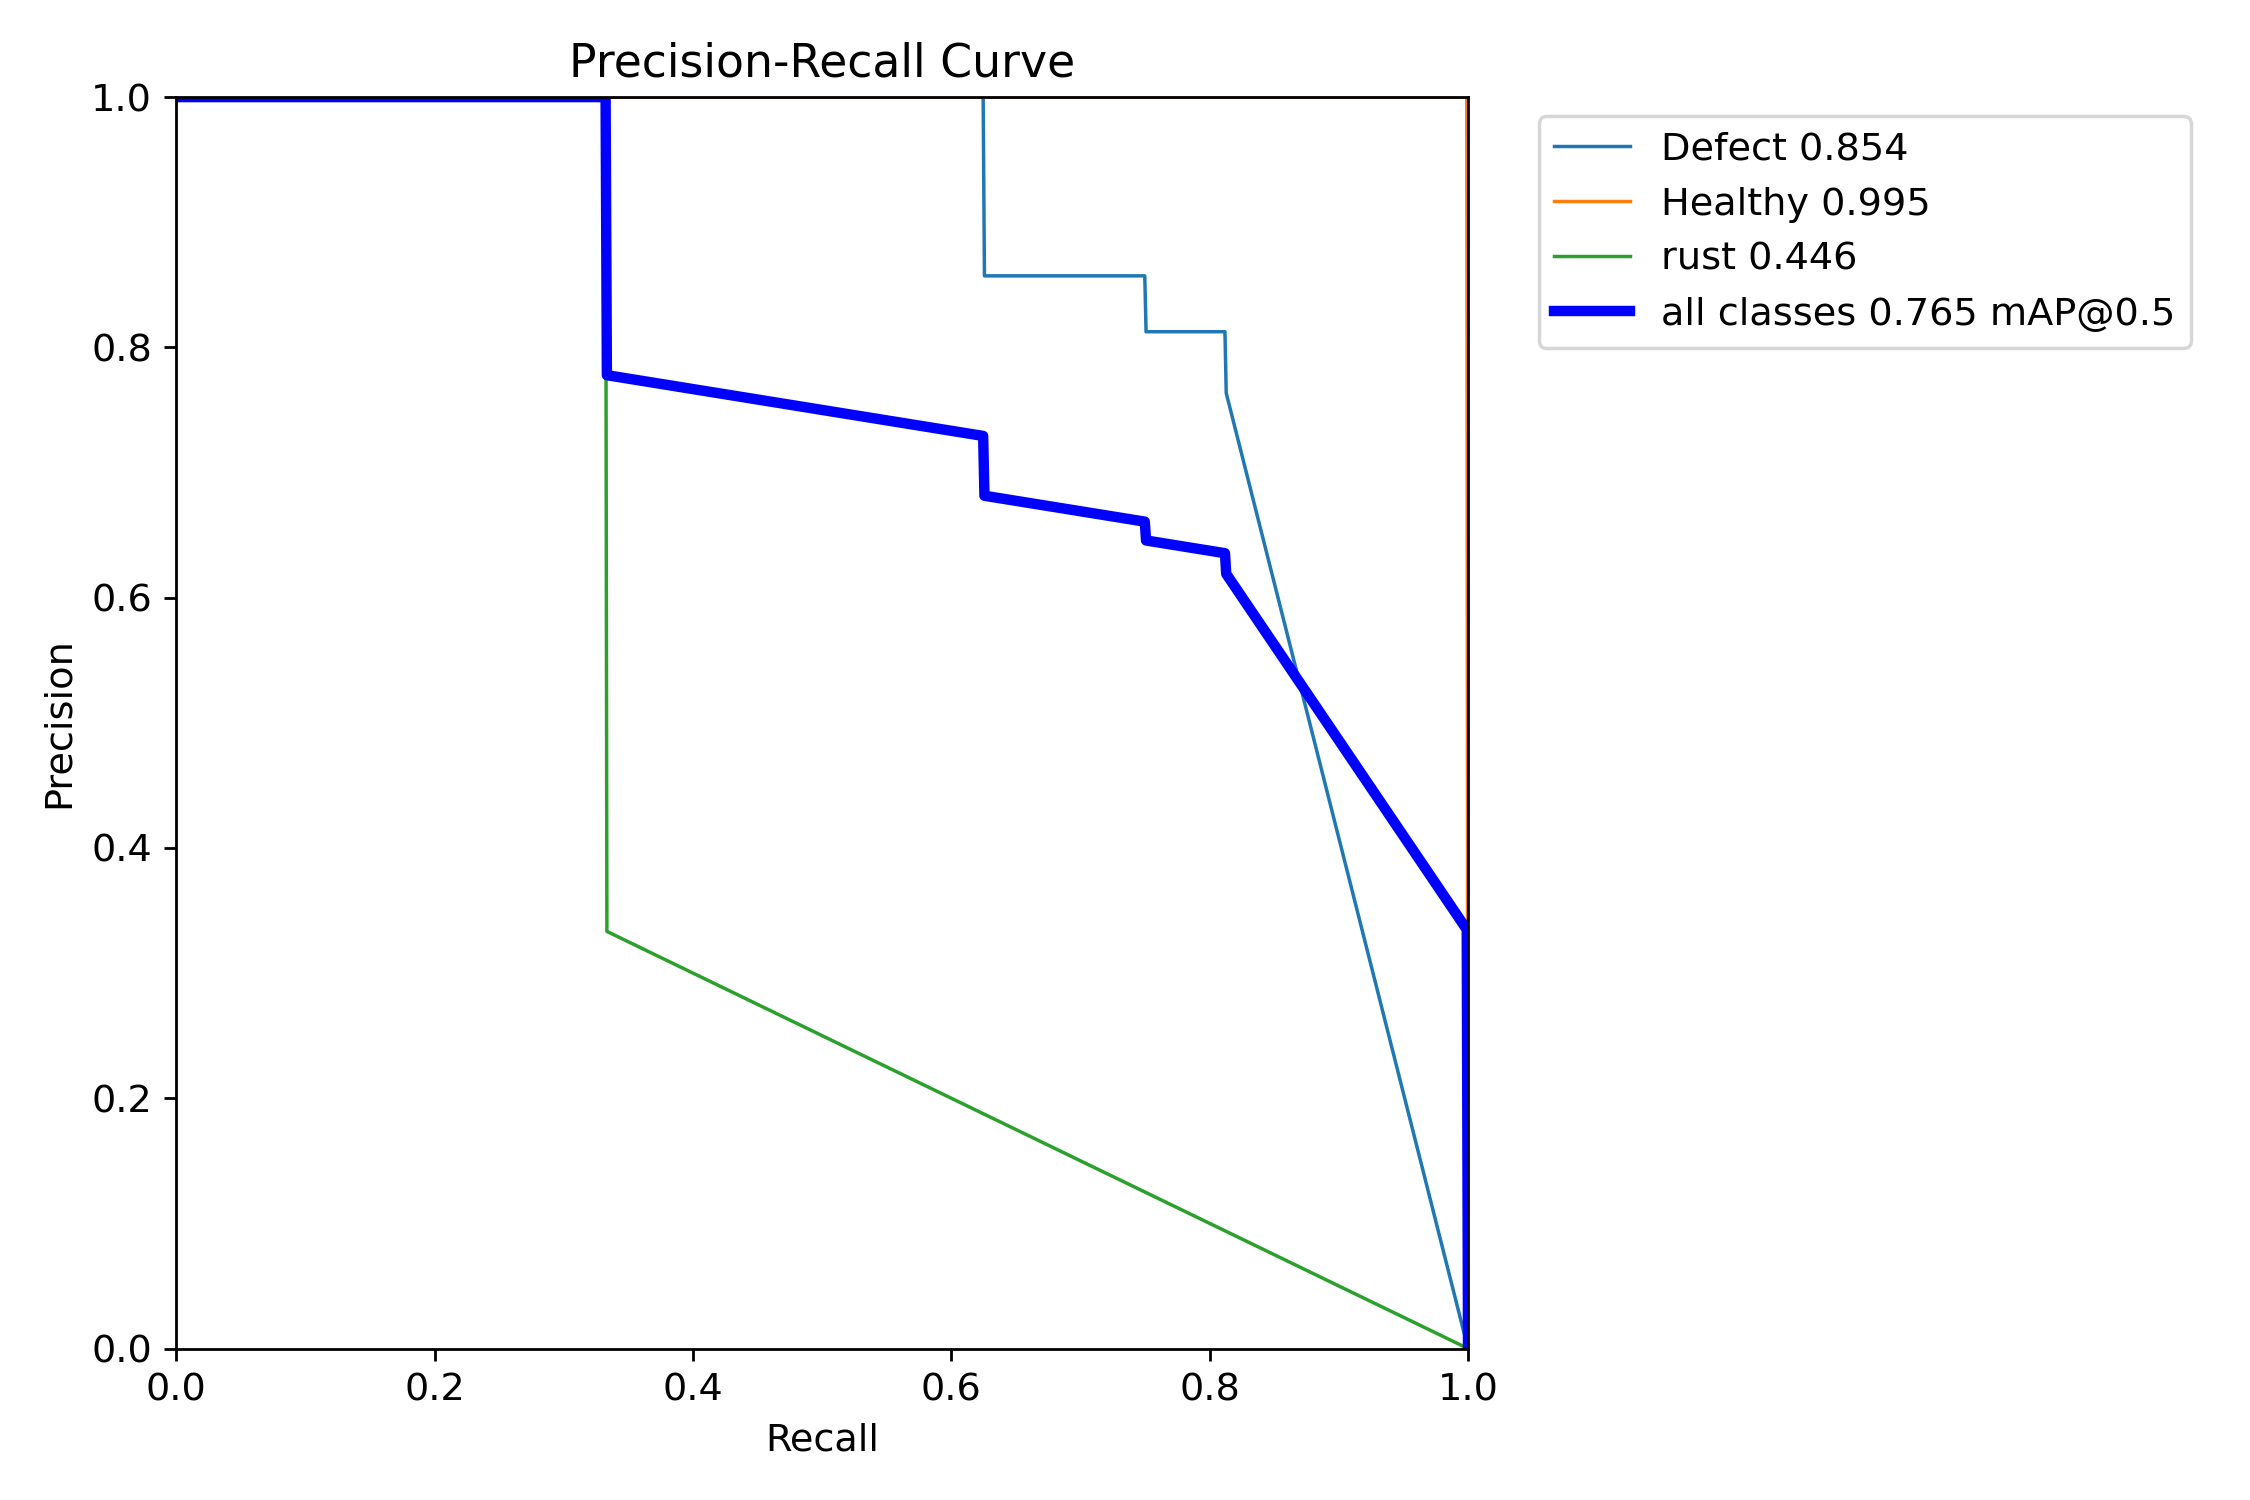 Precision-Recall Curve
1.0
0.8
0.6
0.4
0.2
0.0
Precision
0.0 0.2 0.4 0.6 0.8 1.0
Recall
Defect 0.854
Healthy 0.995
rust 0.446
all classes 0.765 mAP@0.5